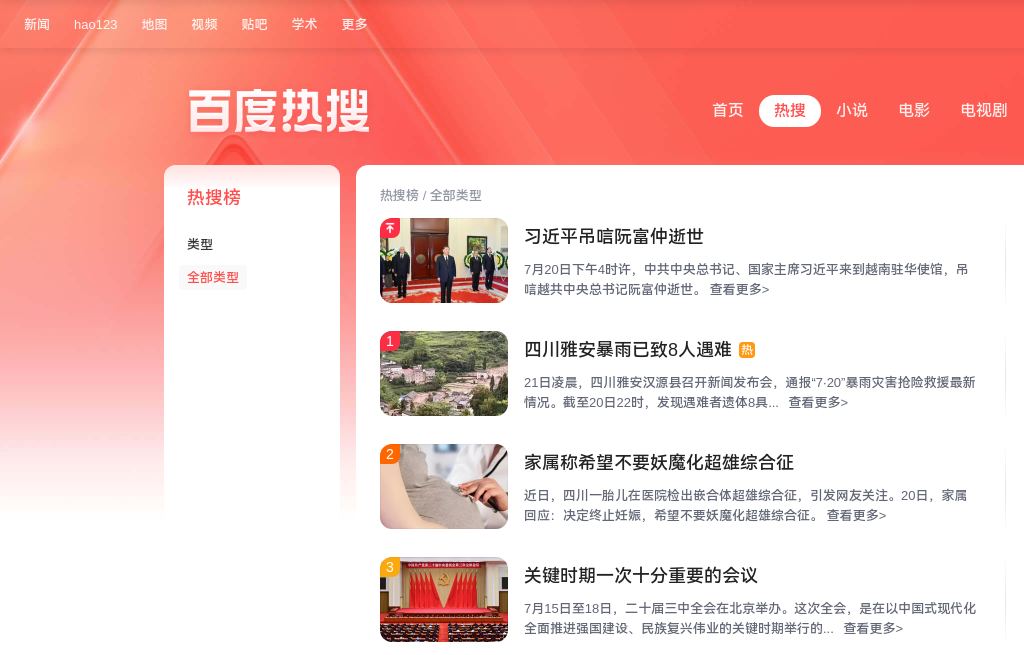 新闻 hao123 地图 视频 贴吧 学术 更多
百度热搜
首页 热搜 小说 电影 电视剧
热搜榜
类型
全部类型
热搜榜 / 全部类型
习近平吊唁阮富仲逝世
7月20日下午4时许，中共中央总书记、国家主席习近平来到越南驻华使馆，吊
唁越共中央总书记阮富仲逝世。 查看更多>
1
四川雅安暴雨已致8人遇难 热
21日凌晨，四川雅安汉源县召开新闻发布会，通报“7·20”暴雨灾害抢险救援最新
情况。截至20日22时，发现遇难者遗体8具... 查看更多>
2
家属称希望不要妖魔化超雄综合征
近日，四川一胎儿在医院检出嵌合体超雄综合征，引发网友关注。20日，家属
回应：决定终止妊娠，希望不要妖魔化超雄综合征。 查看更多>
3
关键时期一次十分重要的会议
7月15日至18日，二十届三中全会在北京举办。这次全会，是在以中国式现代化
全面推进强国建设、民族复兴伟业的关键时期举行的... 查看更多>